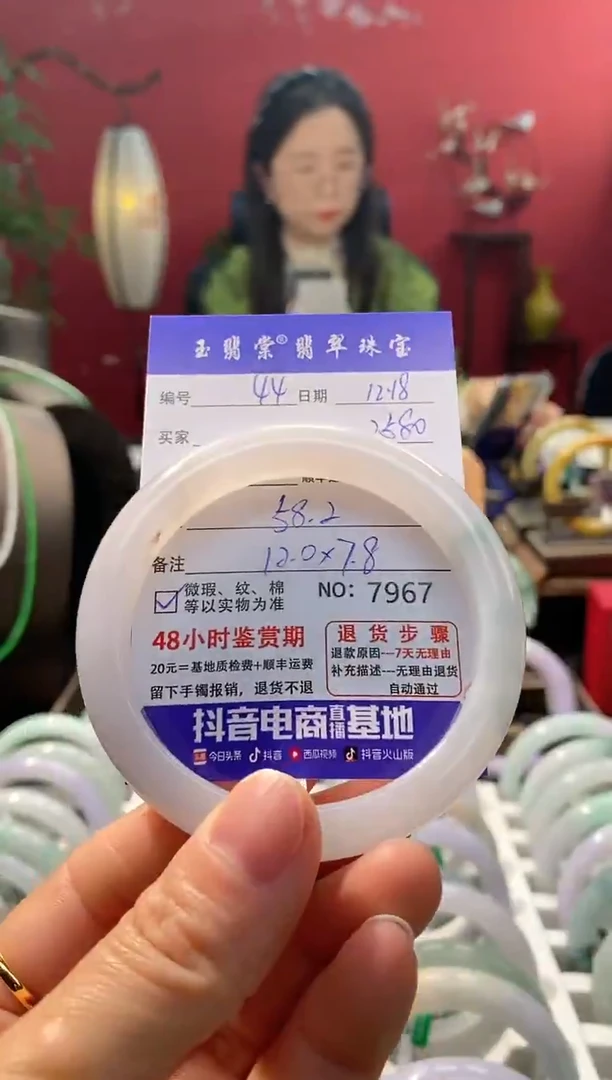 玉翡棠®翡翠珠宝
编号 44 日期 12.18
买家 2580
58.2
备注 12.0×7.8
☑ 微瑕、纹、棉
等以实物为准
NO: 7967
48小时鉴赏期
20元=基地质检费+顺丰运费
留下手镯报销，退货不退
退货步骤
退款原因---7天无理由
补充描述---无理由退货
自动通过
抖音电商直播基地
头条 今日头条 抖音 西瓜视频 抖音火山版